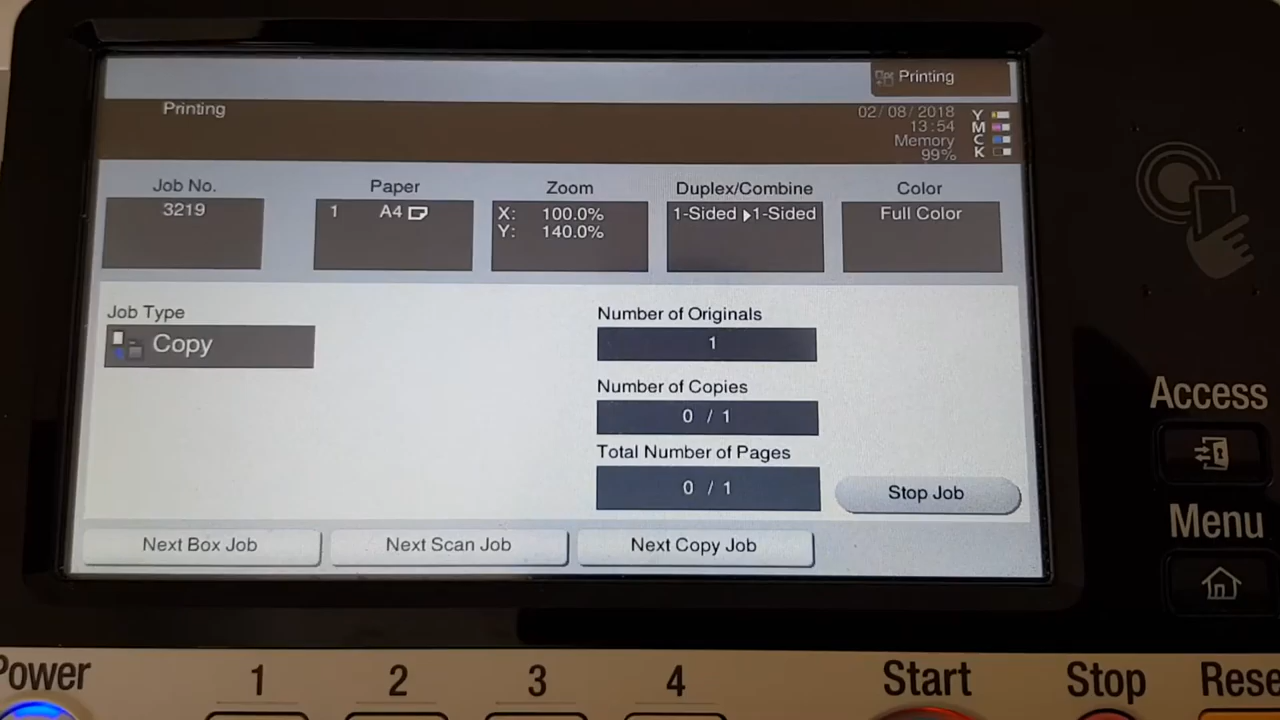 Printing
Printing
02/08/2018
13:54
Memory
99%
Y
M
C
K
Job No.
3219
Paper
1 A4
Zoom
X: 100.0%
Y: 140.0%
Duplex/Combine
1-Sided ▶1-Sided
Color
Full Color
Job Type
Copy
Number of Originals
1
Number of Copies
0 / 1
Total Number of Pages
0 / 1
Stop Job
Next Box Job
Next Scan Job
Next Copy Job
Access
Menu
Power
1
2
3
4
Start
Stop
Rese